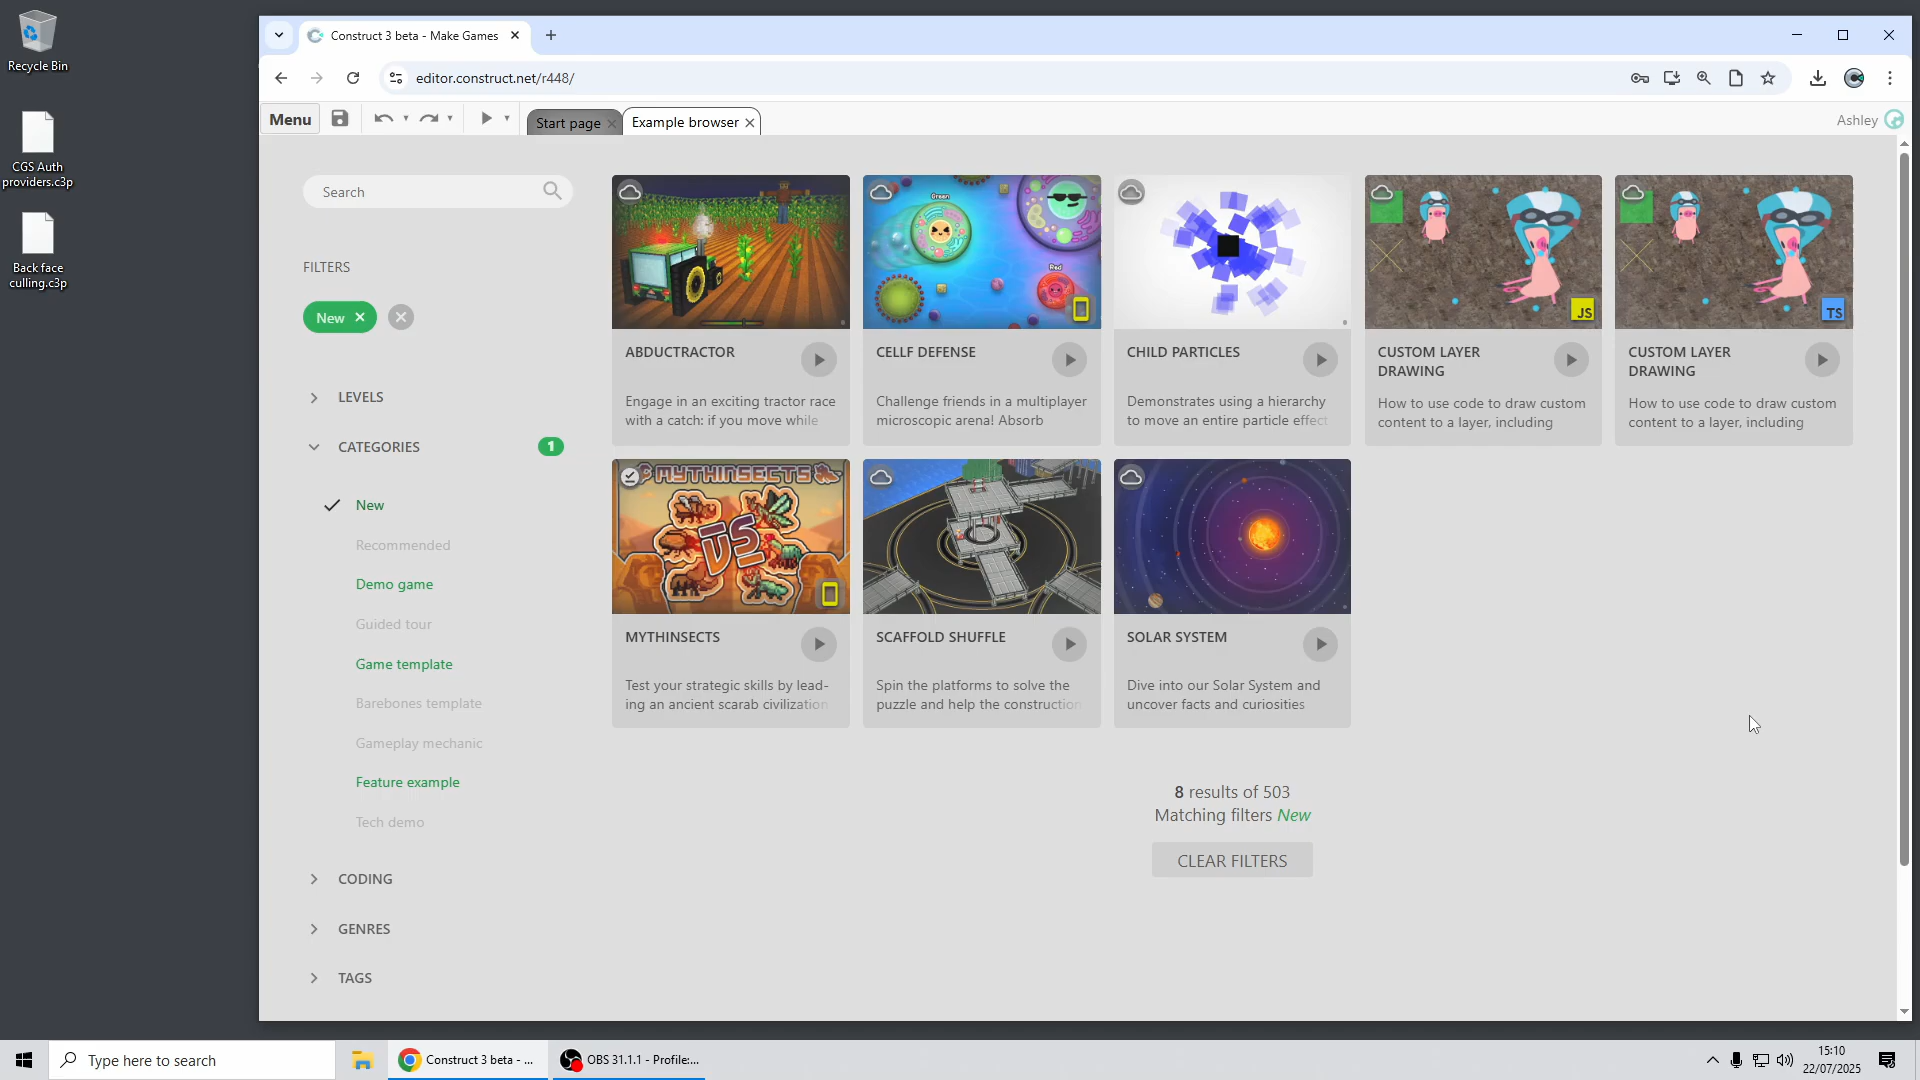 Recycle Bin
CGS Auth
providers.c3p
Back face
culling.c3p
Construct 3 beta - Make Games
editor.construct.net/r448/
Menu
Start page
Example browser
Ashley
Search
FILTERS
New
LEVELS
CATEGORIES
1
New
Recommended
Demo game
Guided tour
Game template
Barebones template
Gameplay mechanic
Feature example
Tech demo
CODING
GENRES
TAGS
ABDUCTRACTOR
Engage in an exciting tractor race
with a catch: if you move while
Green
Red
CELLF DEFENSE
Challenge friends in a multiplayer
microscopic arena! Absorb
CHILD PARTICLES
Demonstrates using a hierarchy
to move an entire particle effect
JS
CUSTOM LAYER
DRAWING
How to use code to draw custom
content to a layer, including
TS
CUSTOM LAYER
DRAWING
How to use code to draw custom
content to a layer, including
MYTHINSECTS
VS
MYTHINSECTS
Test your strategic skills by lead-
ing an ancient scarab civilization
SCAFFOLD SHUFFLE
Spin the platforms to solve the
puzzle and help the construction
SOLAR SYSTEM
Dive into our Solar System and
uncover facts and curiosities
8 results of 503
Matching filters New
CLEAR FILTERS
Type here to search
Construct 3 beta - ...
OBS 31.1.1 - Profile:...
15:10
22/07/2025